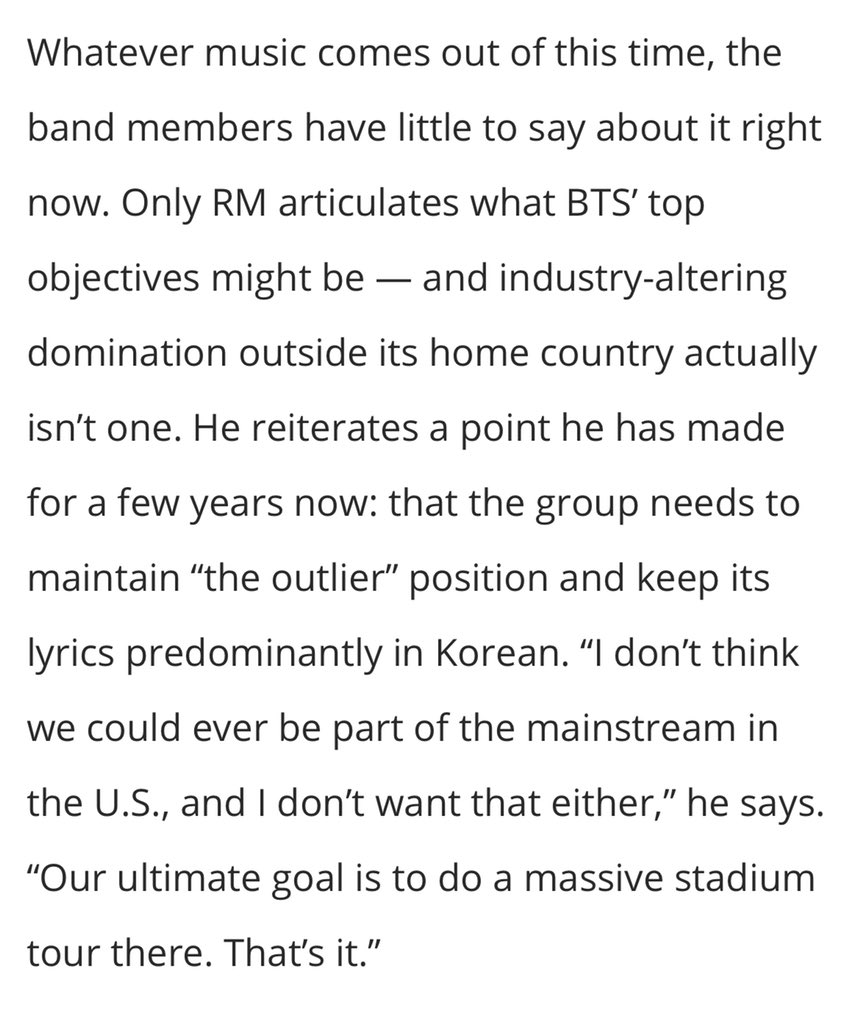 Whatever music comes out of this time, the
band members have little to say about it right
now. Only RM articulates what BTS’ top
objectives might be — and industry-altering
domination outside its home country actually
isn’t one. He reiterates a point he has made
for a few years now: that the group needs to
maintain “the outlier” position and keep its
lyrics predominantly in Korean. “I don’t think
we could ever be part of the mainstream in
the U.S., and I don’t want that either,” he says.
“Our ultimate goal is to do a massive stadium
tour there. That’s it.”